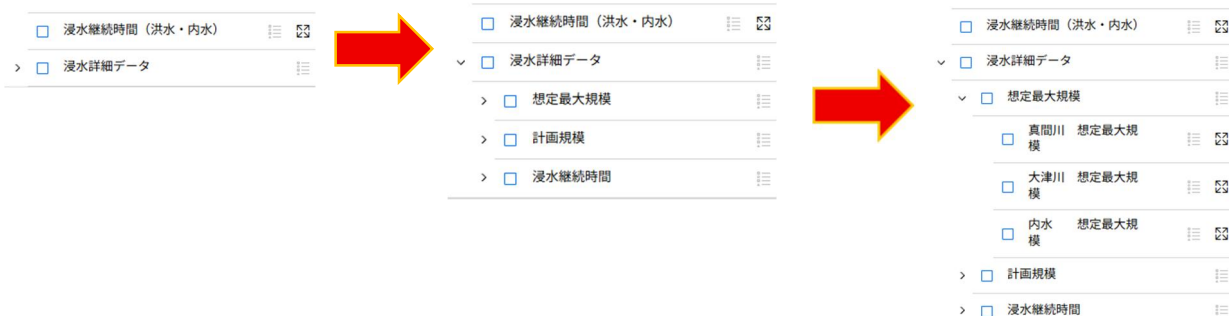 浸水継続時間（洪水・内水）
浸水詳細データ
浸水継続時間（洪水・内水）
浸水詳細データ
想定最大規模
計画規模
浸水継続時間
浸水継続時間（洪水・内水）
浸水詳細データ
想定最大規模
真間川　想定最大規
模
大津川　想定最大規
模
内水　　想定最大規
模
計画規模
浸水継続時間